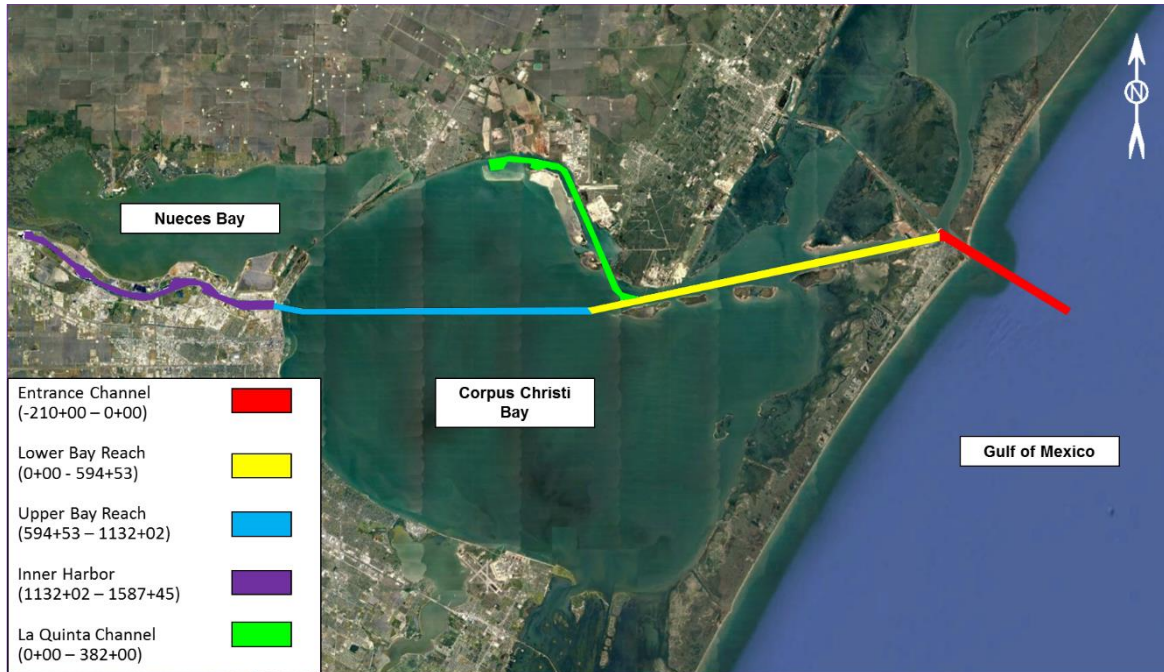 N
Nueces Bay
Corpus Christi
Bay
Gulf of Mexico
Entrance Channel
(-210+00 – 0+00)
Lower Bay Reach
(0+00 - 594+53)
Upper Bay Reach
(594+53 – 1132+02)
Inner Harbor
(1132+02 – 1587+45)
La Quinta Channel
(0+00 – 382+00)